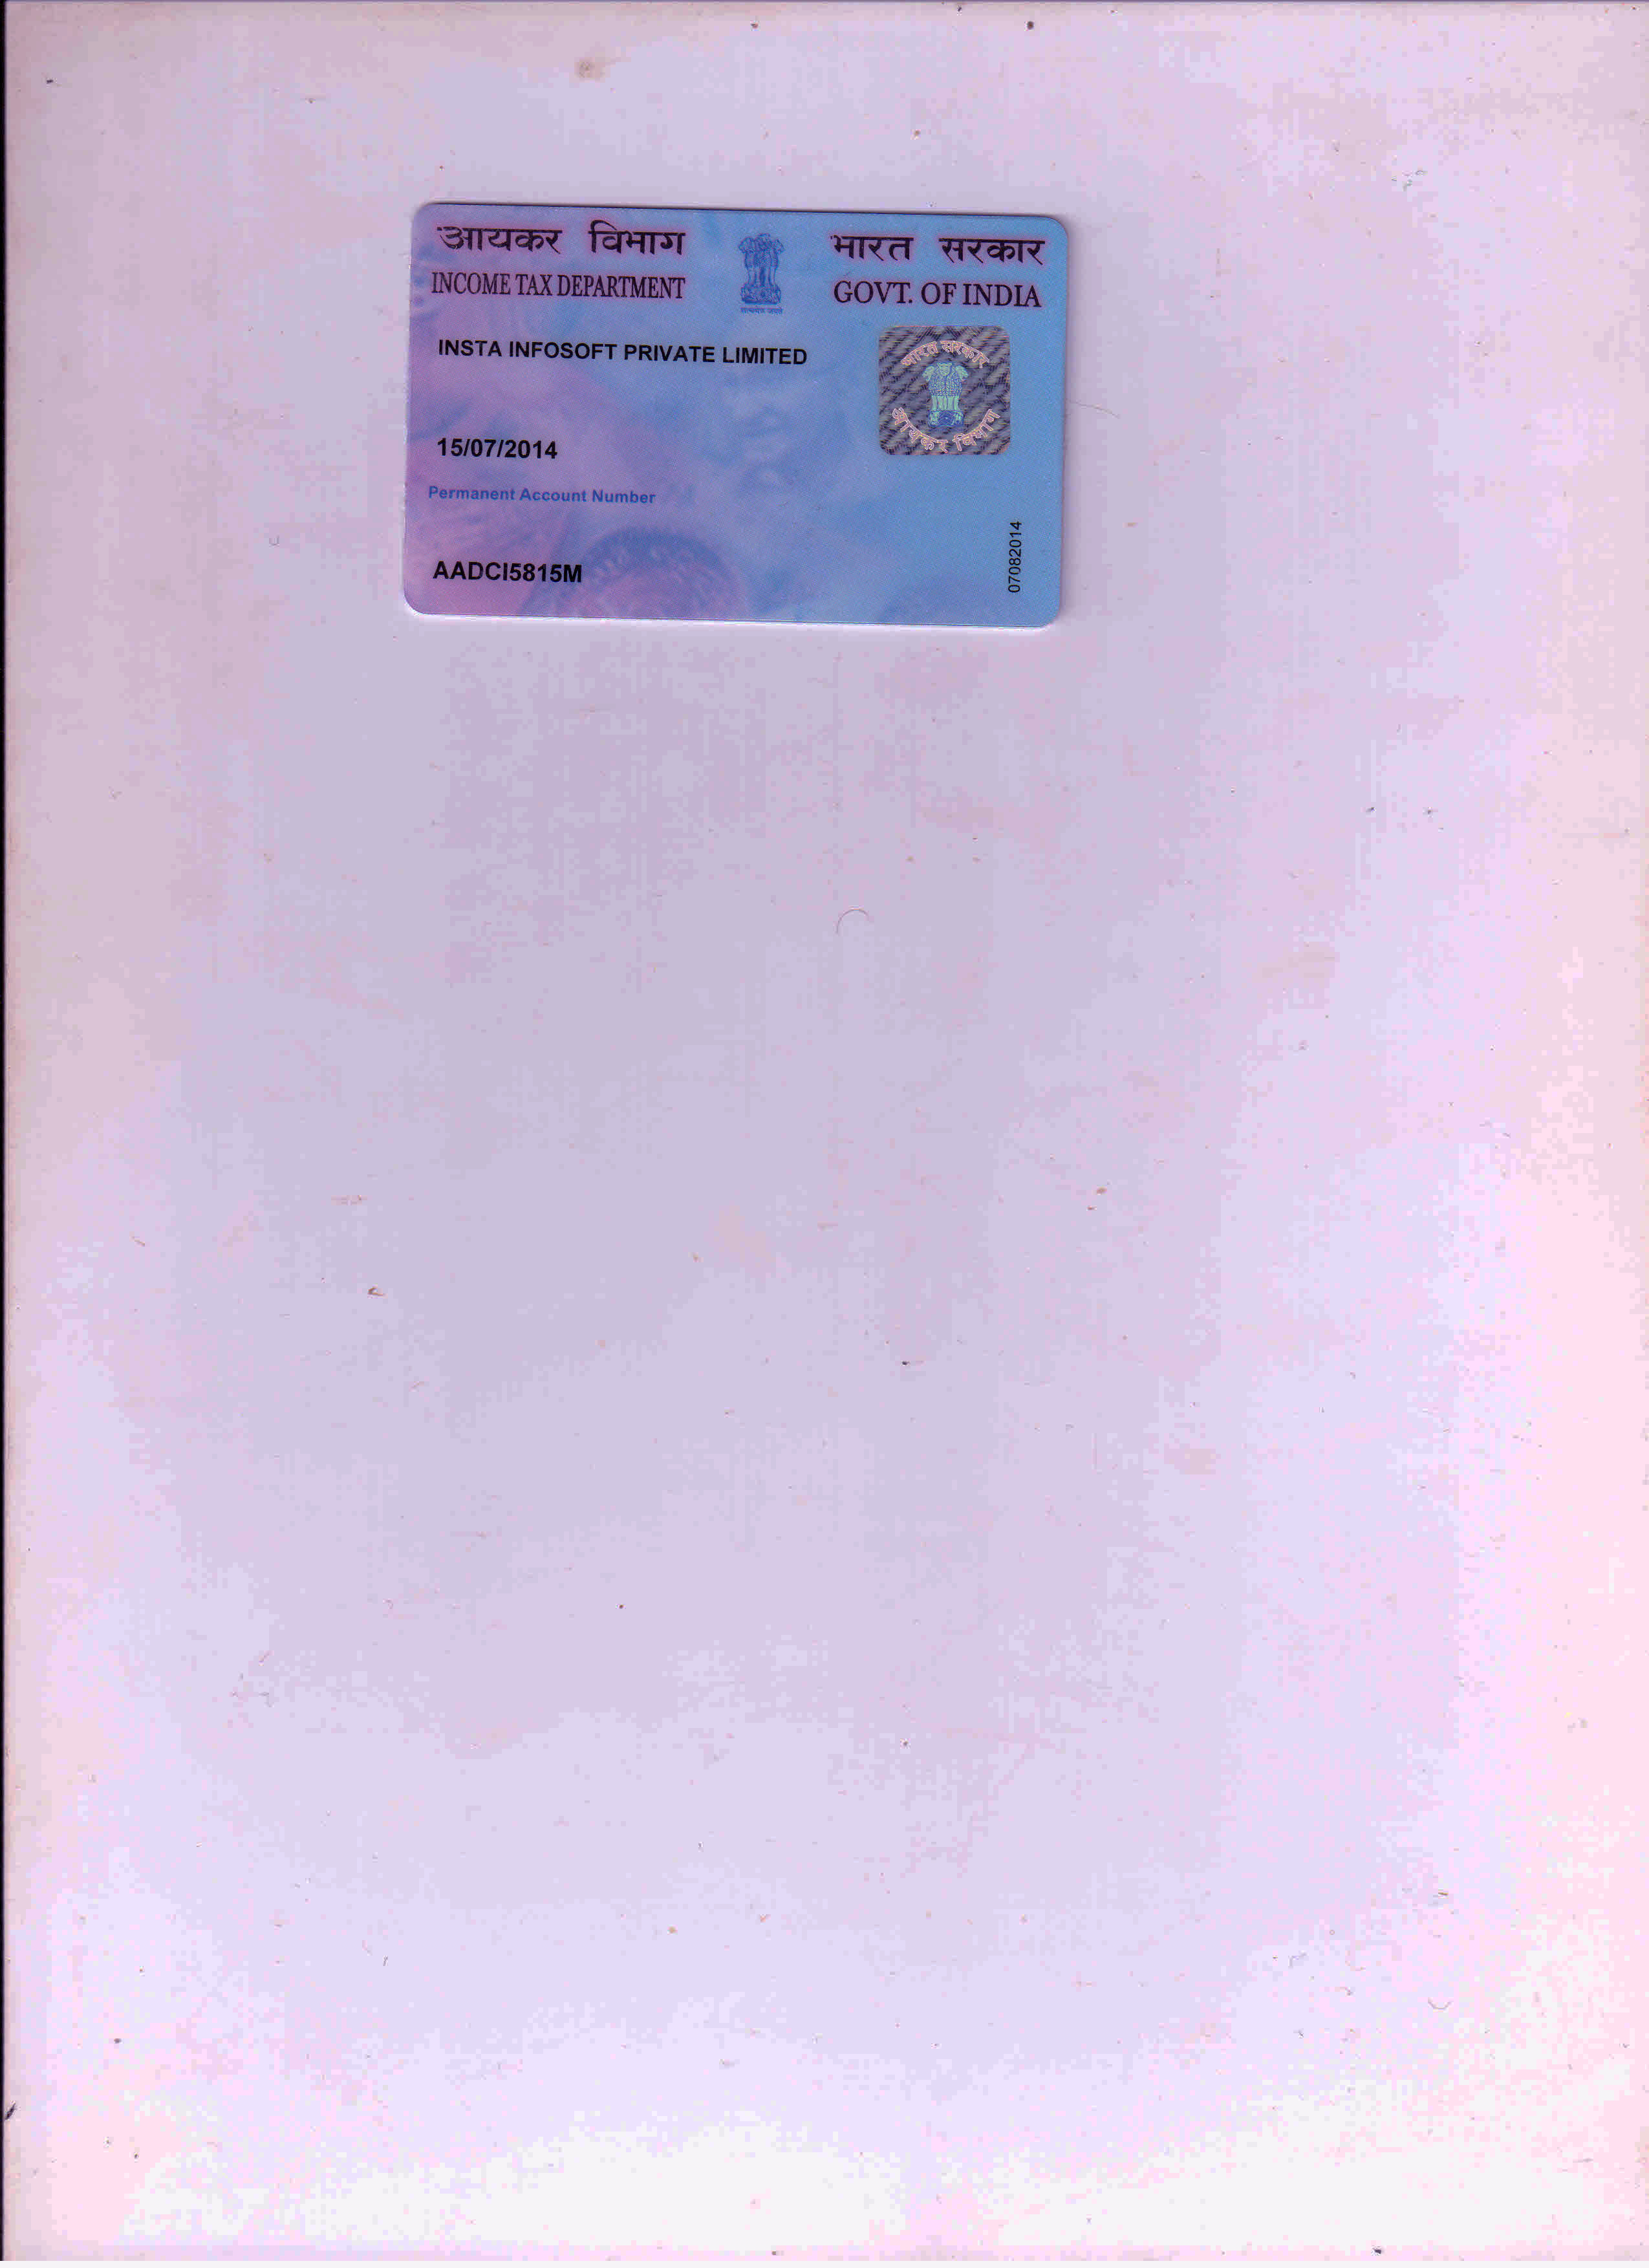 आयकर विभाग
INCOME TAX DEPARTMENT
भारत सरकार
GOVT. OF INDIA
सत्यमेव जयते
INSTA INFOSOFT PRIVATE LIMITED
भारत सरकार
आयकर विभाग
15/07/2014
Permanent Account Number
AADCI5815M
07082014